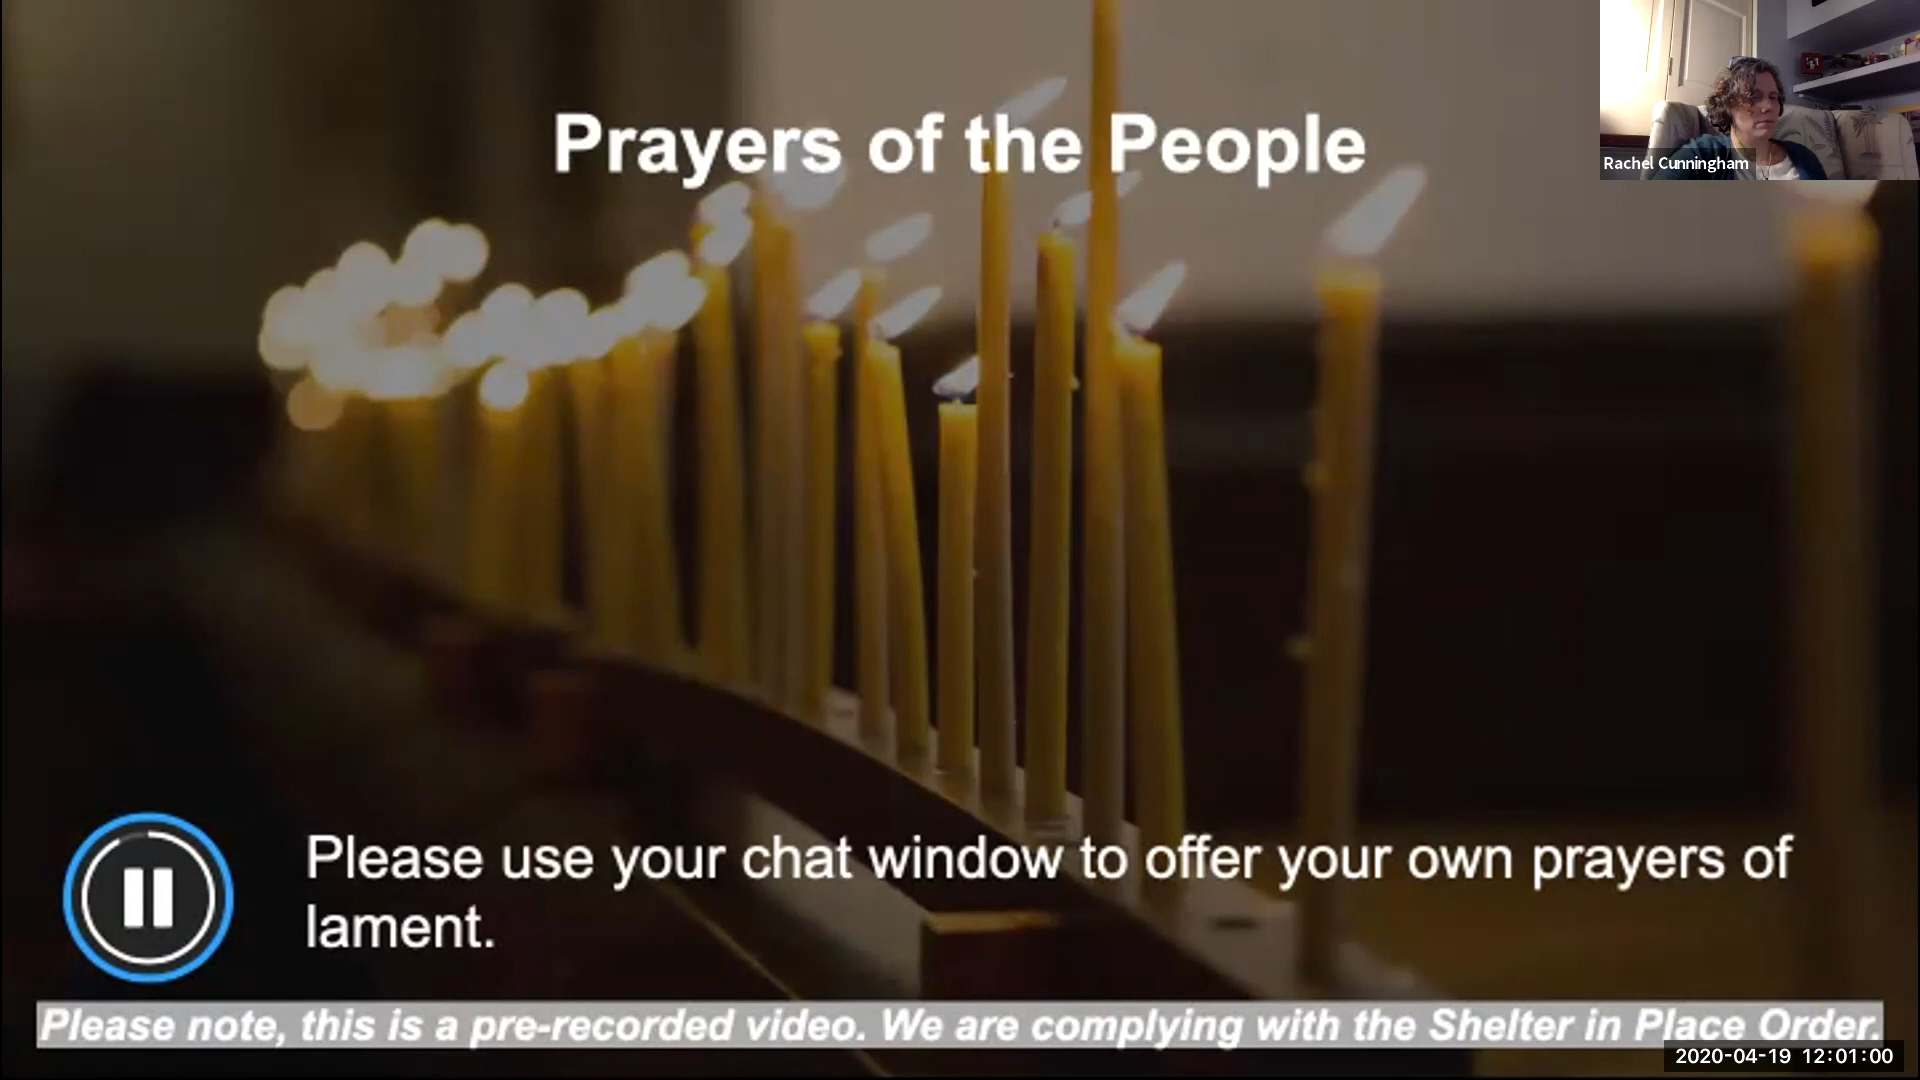 Prayers of the People
Rachel Cunningham
Please use your chat window to offer your own prayers of
lament.
Please note, this is a pre-recorded video. We are complying with the Shelter in Place Order.
2020-04-19 12:01:00